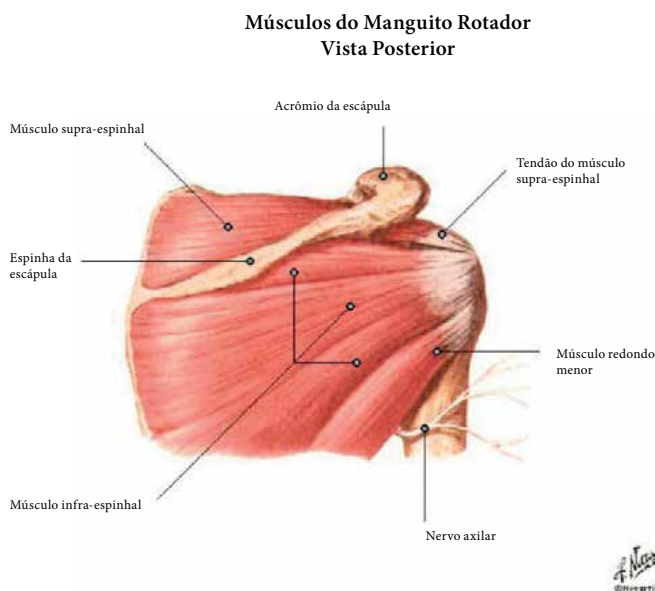 Músculos do Manguito Rotador
Vista Posterior
Acrômio da escápula
Músculo supra-espinhal
Tendão do músculo
supra-espinhal
Espinha da
escápula
Músculo redondo
menor
Músculo infra-espinhal
Nervo axilar